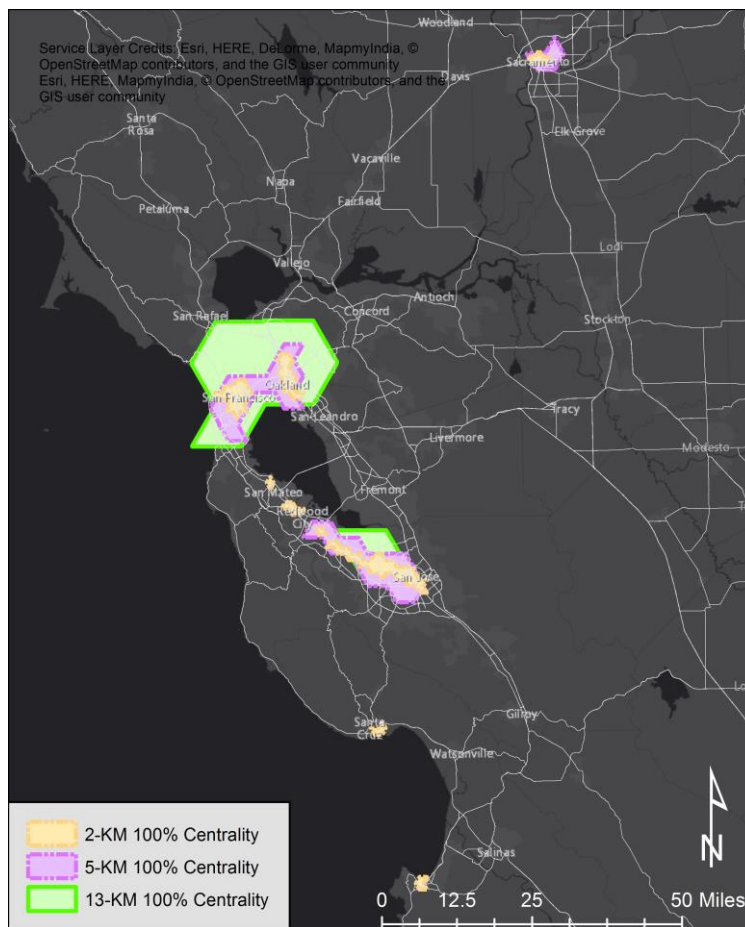 Service Layer Credits: Esri, HERE, DeLorme, MapmyIndia, ©
OpenStreetMap contributors, and the GIS user community
Esri, HERE, MapmyIndia, © OpenStreetMap contributors, and the
GIS user community
Woodland
Sacramento
Davis
Santa
Rosa
Elk Grove
Vacaville
Napa
Petaluma
Fairfield
Lodi
Vallejo
Antioch
San Rafael
Concord
Stockton
Oakland
San Francisco
San Leandro
Tracy
Livermore
Modesto
San Mateo
Fremont
Redwood
City
San Jose
Gilroy
Santa
Cruz
Watsonville
Salinas
2-KM 100% Centrality
5-KM 100% Centrality
13-KM 100% Centrality
N
0 12.5 25 50 Miles